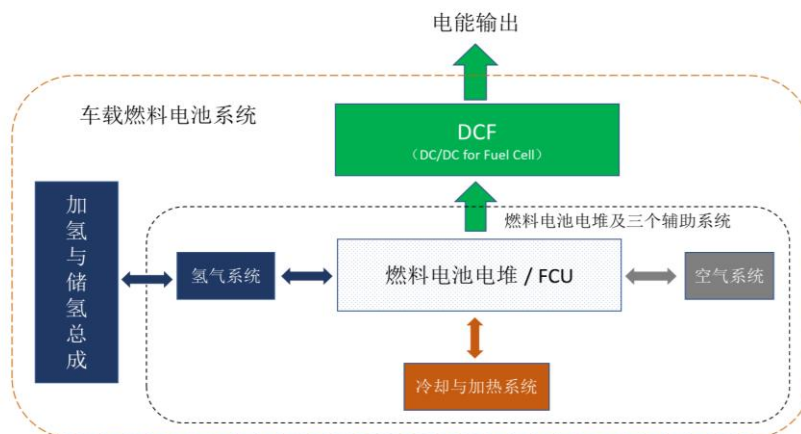 电能输出
车载燃料电池系统
DCF
（DC/DC for Fuel Cell）
燃料电池电堆及三个辅助系统
加氢与储氢总成
氢气系统
燃料电池电堆 / FCU
空气系统
冷却与加热系统